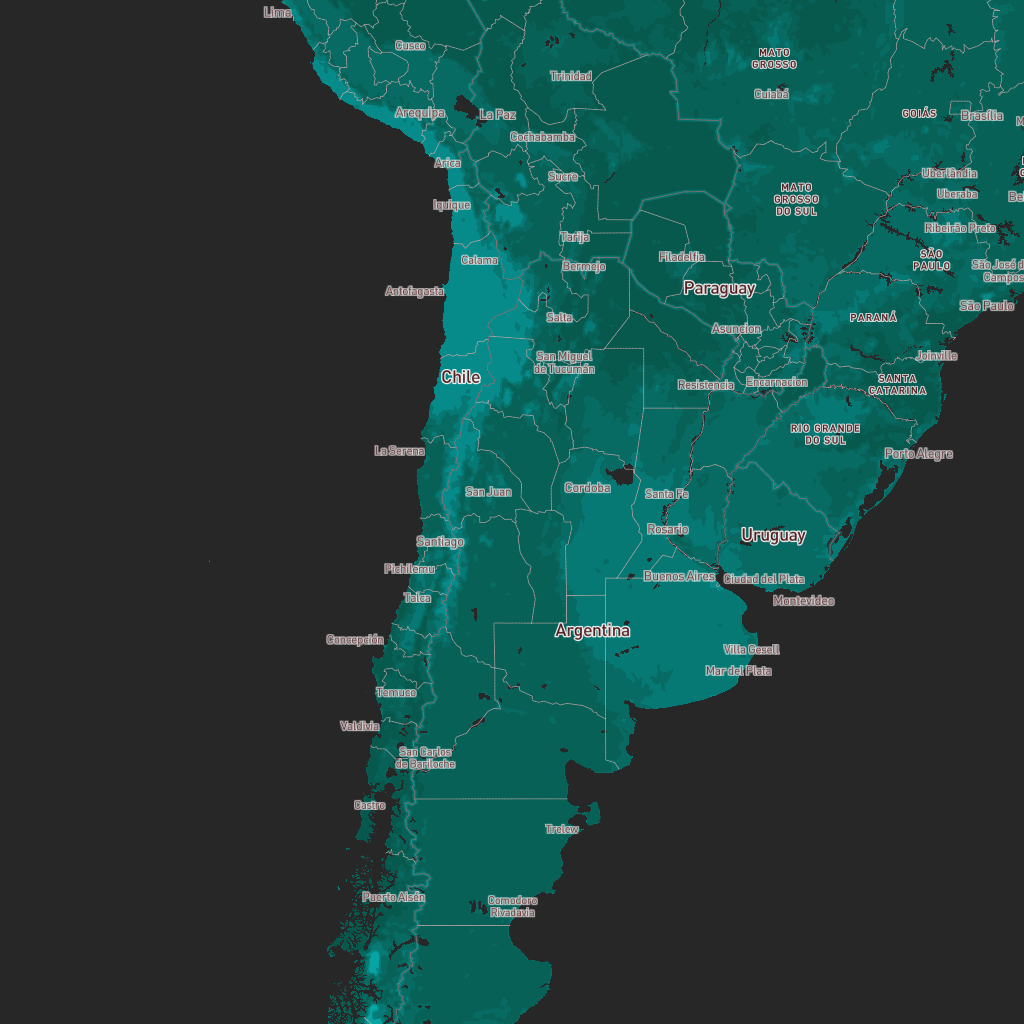 Lima
Cusco
MATO
GROSSO
Trinidad
Cuiabá
Arequipa
La Paz
GOIÁS
Brasília
Cochabamba
Arica
Sucre
Uberlândia
MATO
GROSSO
DO SUL
Uberaba
Iquique
Ribeirão Preto
Tarija
Filadelfia
SÃO
PAULO
Calama
Bermejo
São José d
Campos
Antofagasta
Paraguay
São Paulo
Salta
PARANÁ
Asuncion
San Miguel
de Tucumán
Joinville
Chile
Resistencia
Encarnacion
SANTA
CATARINA
RIO GRANDE
DO SUL
La Serena
Porto Alegre
San Juan
Cordoba
Santa Fe
Rosario
Uruguay
Santiago
Pichilemu
Buenos Aires
Ciudad del Plata
Talca
Montevideo
Argentina
Concepción
Villa Gesell
Mar del Plata
Temuco
Valdivia
San Carlos
de Bariloche
Castro
Trelew
Puerto Aisén
Comodoro
Rivadavia